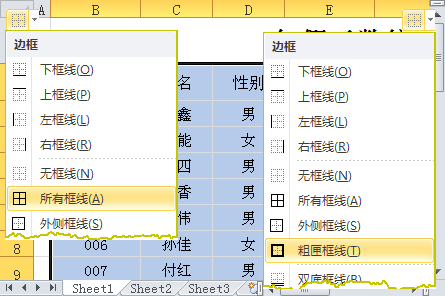 A B C D E
边框
下框线(O)
上框线(P)
左框线(L)
右框线(R)
无框线(N)
所有框线(A)
外侧框线(S)
名 性别
鑫 男
能 女
四 男
香 男
伟 男
8 006 孙佳 女
9 007 付红 男
Sheet1 Sheet2 Sheet3
边框
下框线(O)
上框线(P)
左框线(L)
右框线(R)
无框线(N)
所有框线(A)
外侧框线(S)
粗匣框线(T)
双底框线(B)